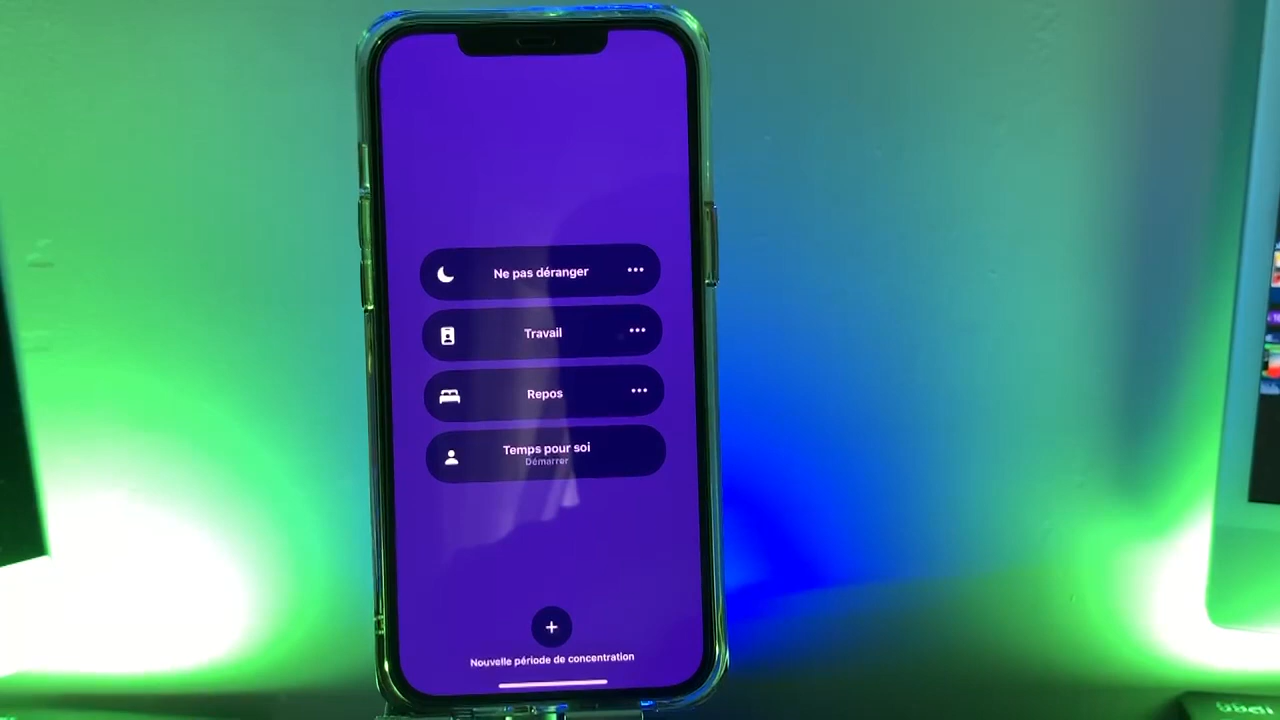 Ne pas déranger
Travail
Repos
Temps pour soi
Démarrer
Nouvelle période de concentration